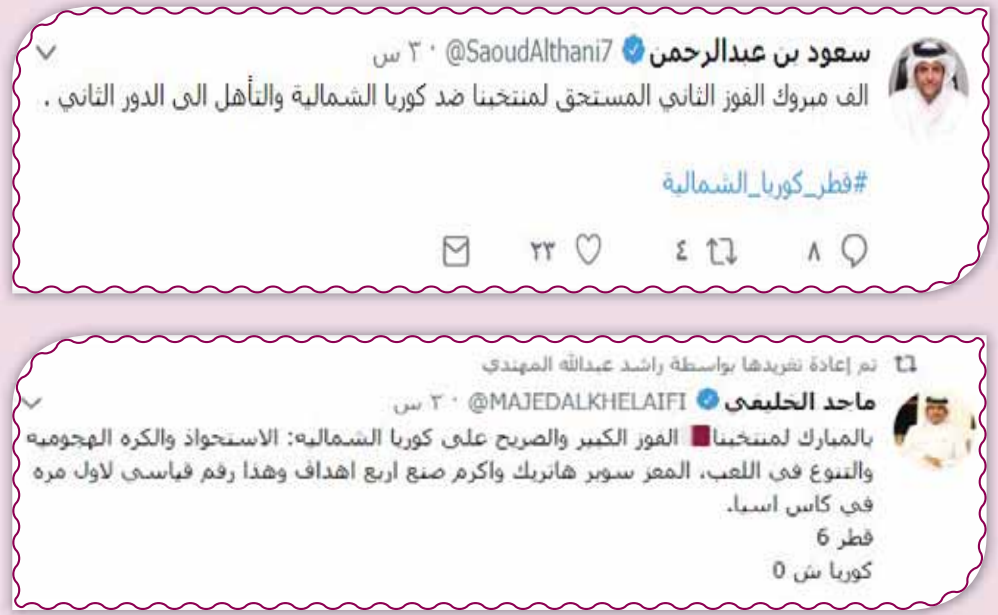 سعود بن عبدالرحمن @SaoudAlthani7 · ٣ س
الف مبروك الفوز الثاني المستحق لمنتخبنا ضد كوريا الشمالية والتأهل الى الدور الثاني .
#قطر_كوريا_الشمالية
٨ ٤ ٢٣
تم إعادة تغريدها بواسطة راشد عبدالله المهندي
ماجد الخليفي @MAJEDALKHELAIFI · ٣ س
بالمبارك لمنتخبنا الفوز الكبير والصريح على كوريا الشماليه: الاستحواذ والكره الهجوميه
والتنوع في اللعب، المعز سوبر هاتريك واكرم صنع اربع اهداف وهذا رقم قياسي لاول مره
في كاس اسيا.
قطر 6
كوريا ش 0